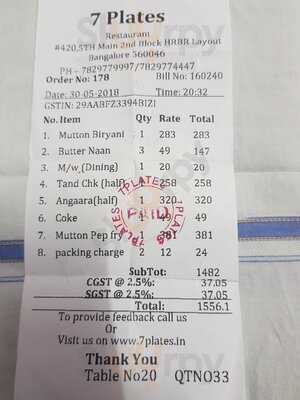 7 Plates
Restaurant
#420,5TH Main 2nd Block HRBR Layout
Bangalore 560046
PH - 7829779997/7829774447
Order No: 178 Bill No: 160240
Date: 30-05-2018 Time: 20:32
GSTIN: 29AABFZ3394B1ZI
No. Item Qty Rate Total
1. Mutton Biryani 1 283 283
2. Butter Naan 3 49 147
3. M/w (Dining) 1 20 20
4. Tand Chk (half) 258 258
5. Angaara(half) 320 320
6. Coke 1 49 49
7. Mutton Pep fry 1 381 381
8. packing charge 2 12 24
SubTot: 1482
CGST @ 2.5%: 37.05
SGST @ 2.5%: 37.05
Total: 1556.1
To provide feedback call us
Or
Visit us on www.7plates.in
Thank You
Table No20 QTN033
7PLATES
PAID
7PLATES